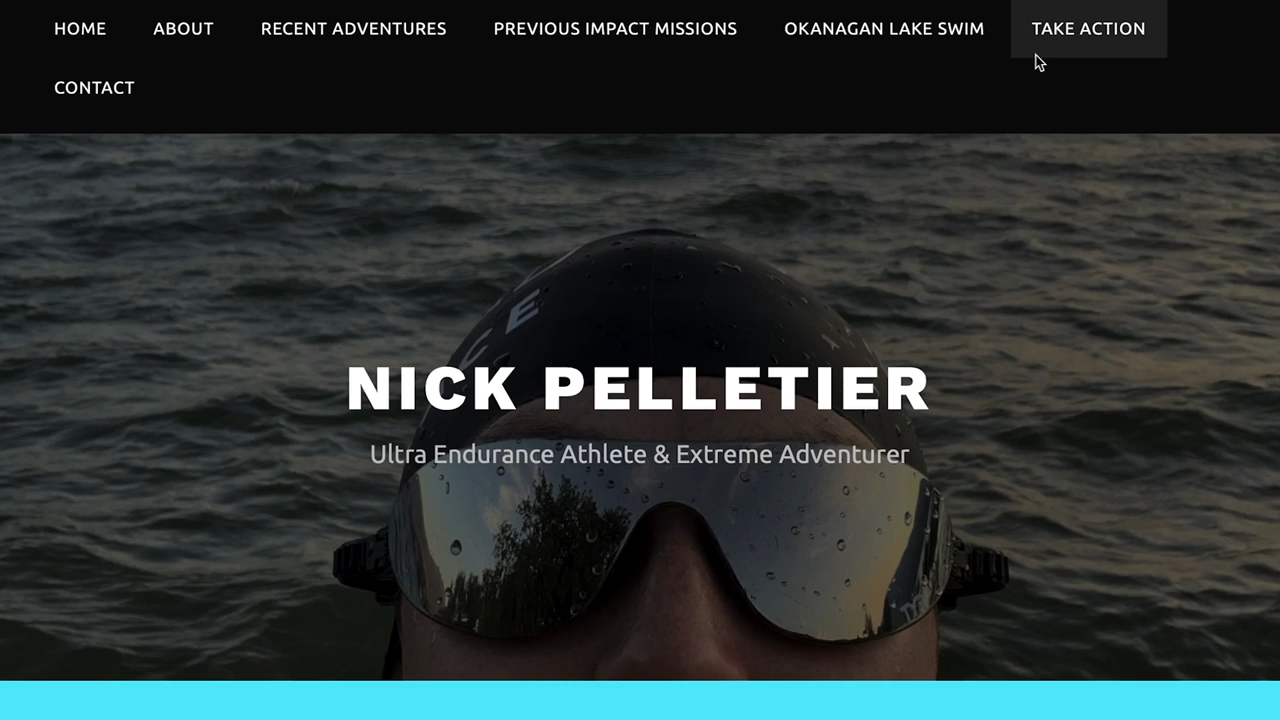 HOME ABOUT RECENT ADVENTURES PREVIOUS IMPACT MISSIONS OKANAGAN LAKE SWIM TAKE ACTION
CONTACT
NICK PELLETIER
Ultra Endurance Athlete & Extreme Adventurer